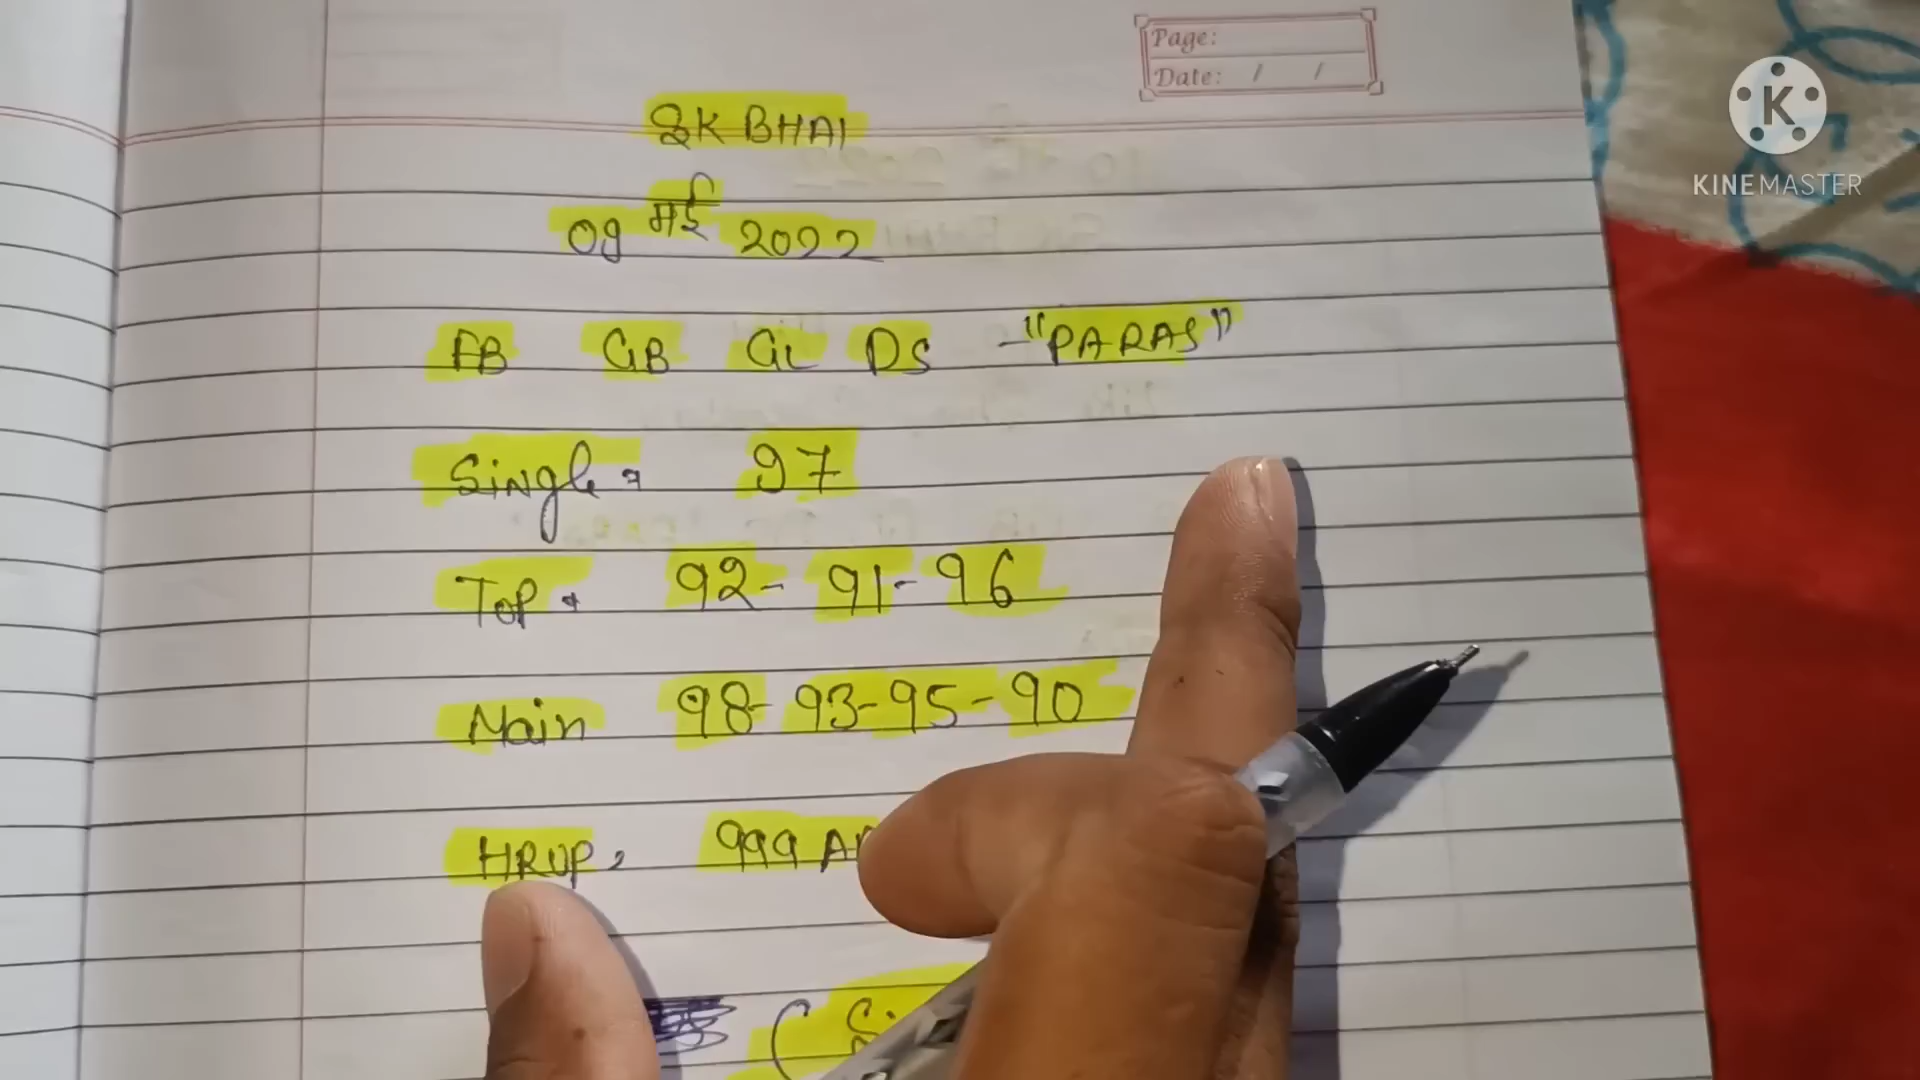 Page:
Date: / /
K
KINEMASTER
SK BHAI
09 मई 2022
FB GB GL DS - "PARAS"
Single = 97
TOP = 92 - 91 - 96
Main 98 - 93 - 95 - 90
HRUP = 999